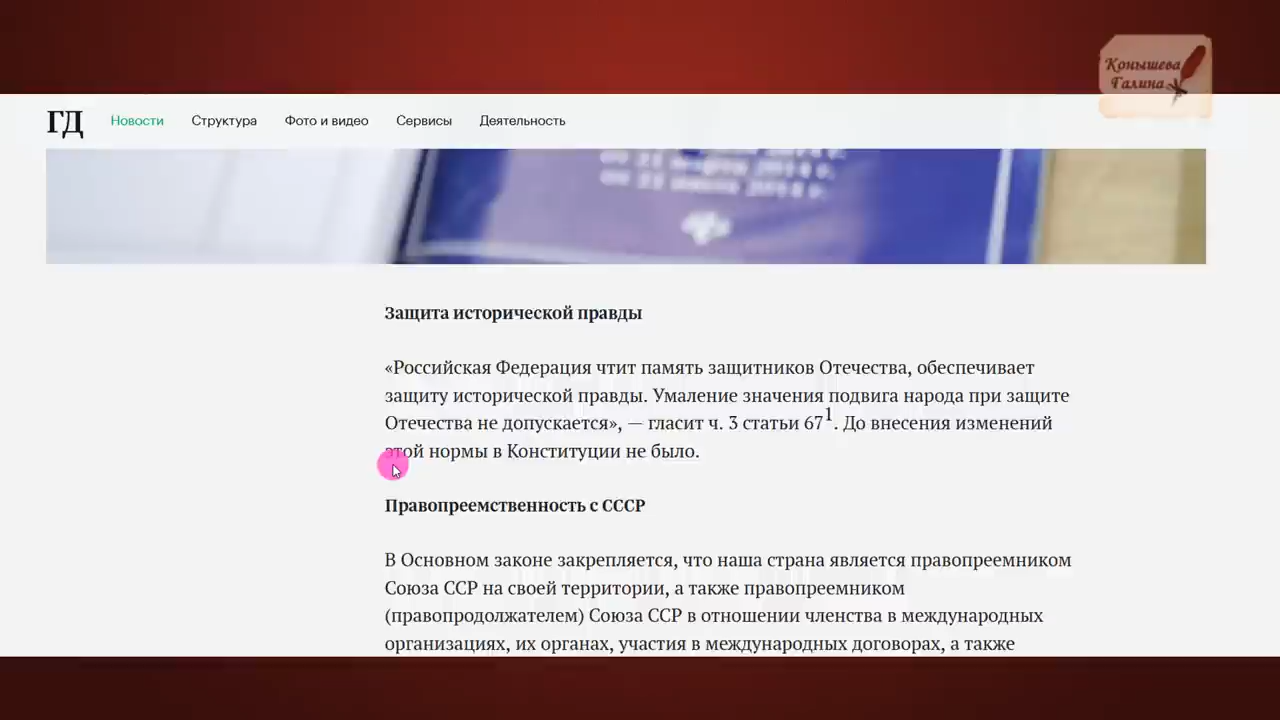 Конышева
Галина
ГД Новости Структура Фото и видео Сервисы Деятельность
Защита исторической правды
«Российская Федерация чтит память защитников Отечества, обеспечивает
защиту исторической правды. Умаление значения подвига народа при защите
Отечества не допускается», — гласит ч. 3 статьи 67¹. До внесения изменений
этой нормы в Конституции не было.
Правопреемственность с СССР
В Основном законе закрепляется, что наша страна является правопреемником
Союза ССР на своей территории, а также правопреемником
(правопродолжателем) Союза ССР в отношении членства в международных
организациях, их органах, участия в международных договорах, а также